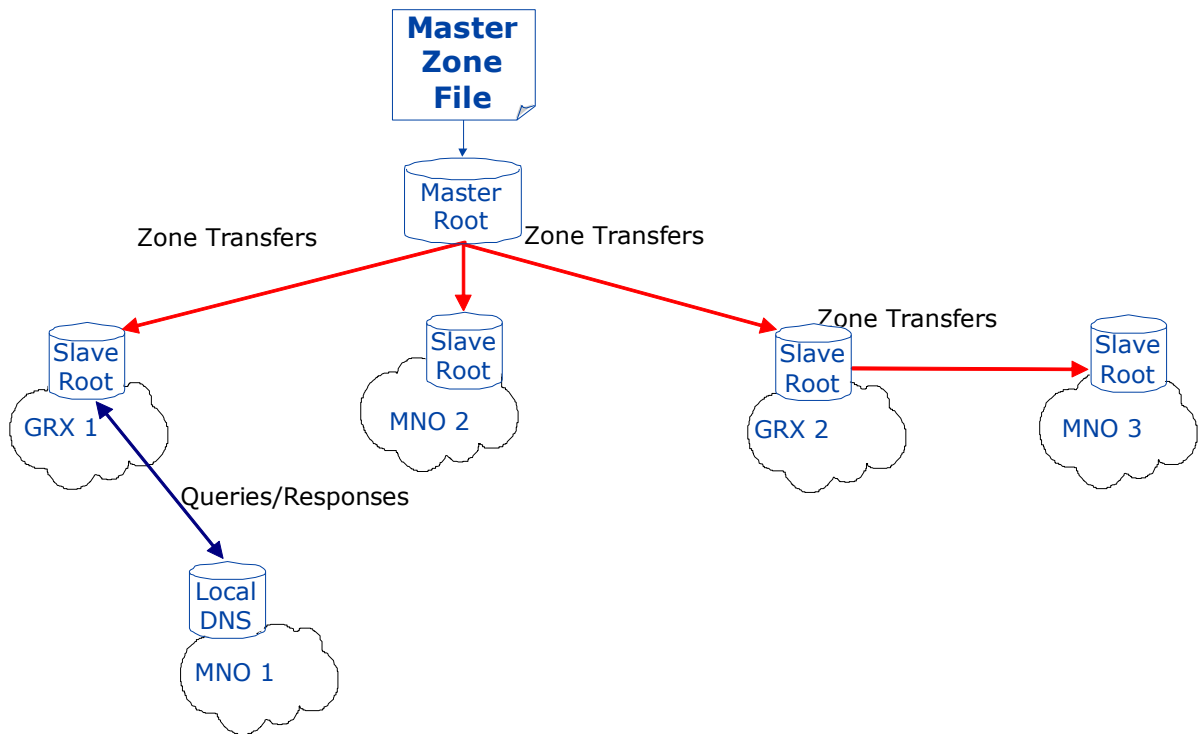 Master
Zone
File
Master
Root
Zone Transfers
Zone Transfers
Slave
Root
GRX 1
Slave
Root
MNO 2
Zone Transfers
Slave
Root
GRX 2
Slave
Root
MNO 3
Queries/Responses
Local
DNS
MNO 1